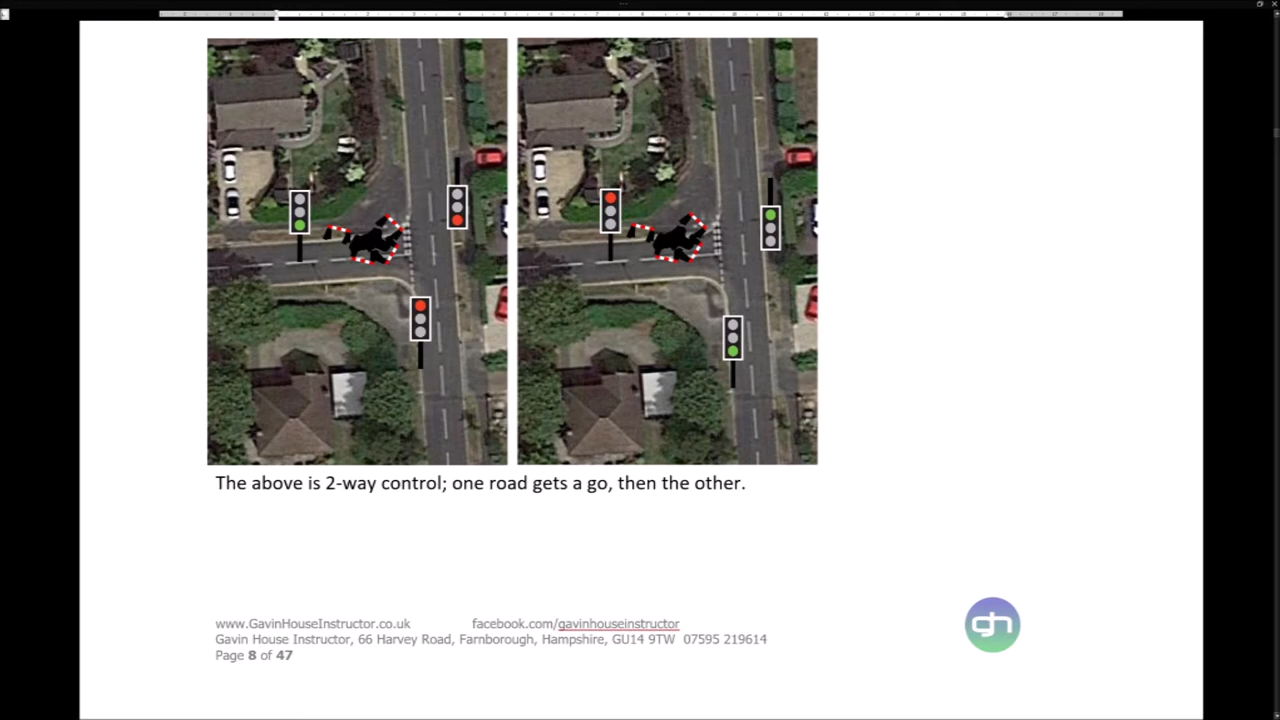 The above is 2-way control; one road gets a go, then the other.
www.GavinHouseInstructor.co.uk facebook.com/gavinhouseinstructor
Gavin House Instructor, 66 Harvey Road, Farnborough, Hampshire, GU14 9TW 07595 219614
Page 8 of 47
gh